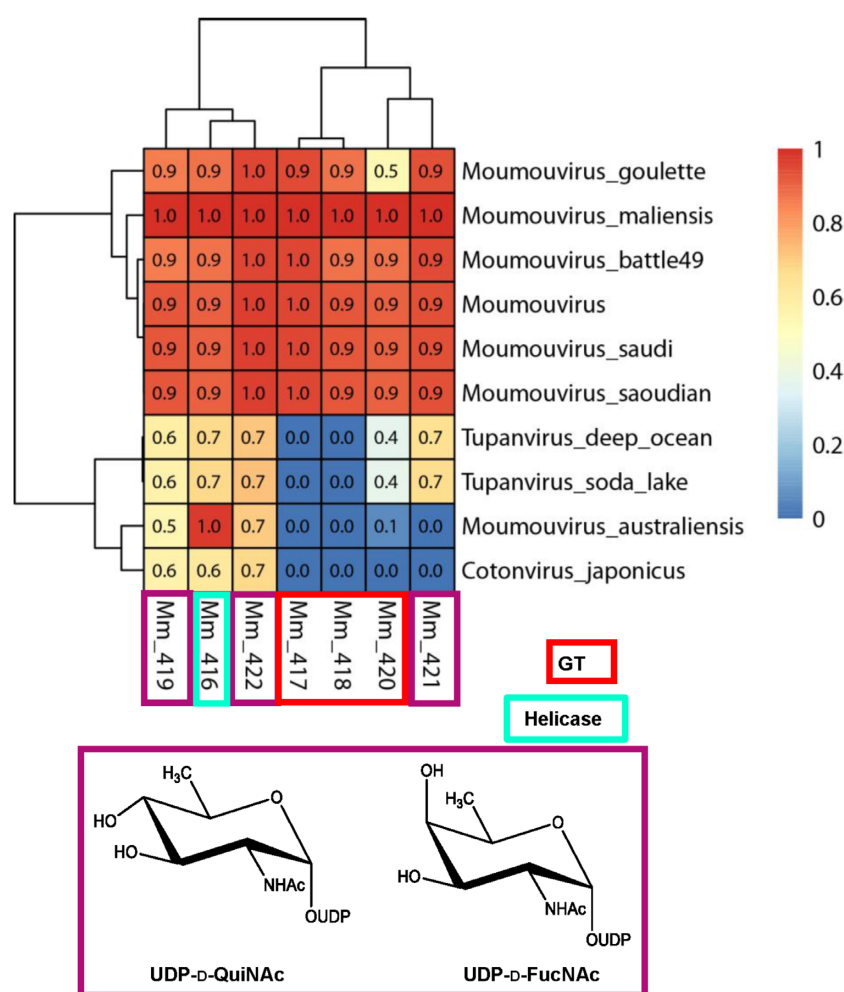 0.9 0.9 1.0 0.9 0.9 0.5 0.9 Moumouvirus_goulette
1.0 1.0 1.0 1.0 1.0 1.0 1.0 Moumouvirus_maliensis
0.9 0.9 1.0 1.0 0.9 0.9 0.9 Moumouvirus_battle49
0.9 0.9 1.0 1.0 0.9 0.9 0.9 Moumouvirus
0.9 0.9 1.0 1.0 0.9 0.9 0.9 Moumouvirus_saudi
0.9 0.9 1.0 1.0 0.9 0.9 0.9 Moumouvirus_saoudian
0.6 0.7 0.7 0.0 0.0 0.4 0.7 Tupanvirus_deep_ocean
0.6 0.7 0.7 0.0 0.0 0.4 0.7 Tupanvirus_soda_lake
0.5 1.0 0.7 0.0 0.0 0.1 0.0 Moumouvirus_australiensis
0.6 0.6 0.7 0.0 0.0 0.0 0.0 Cotonvirus_japonicus
1
0.8
0.6
0.4
0.2
0
Mm_419
Mm_416
Mm_422
Mm_417
Mm_418
Mm_420
Mm_421
GT
Helicase
H₃C
O
HO
HO
NHAc
OUDP
UDP-D-QuiNAc
OH
H₃C
O
HO
NHAc
OUDP
UDP-D-FucNAc